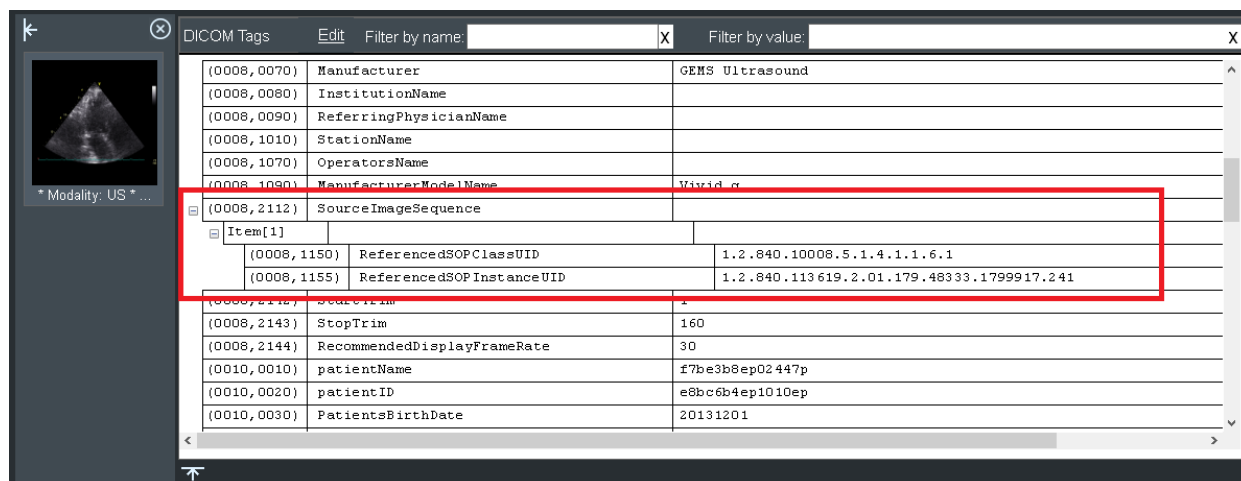 DICOM Tags Edit Filter by name: X Filter by value: X
(0008,0070) Manufacturer GEMS Ultrasound
(0008,0080) InstitutionName
(0008,0090) ReferringPhysicianName
(0008,1010) StationName
(0008,1070) OperatorsName
(0008,1090) ManufacturerModelName Vivid q
* Modality: US * ...
(0008,2112) SourceImageSequence
Item[1]
(0008,1150) ReferencedSOPClassUID 1.2.840.10008.5.1.4.1.1.6.1
(0008,1155) ReferencedSOPInstanceUID 1.2.840.113619.2.01.179.48333.1799917.241
(0008,2142) StartTrim 1
(0008,2143) StopTrim 160
(0008,2144) RecommendedDisplayFrameRate 30
(0010,0010) patientName f7be3b8ep02447p
(0010,0020) patientID e8bc6b4ep1010ep
(0010,0030) PatientsBirthDate 20131201